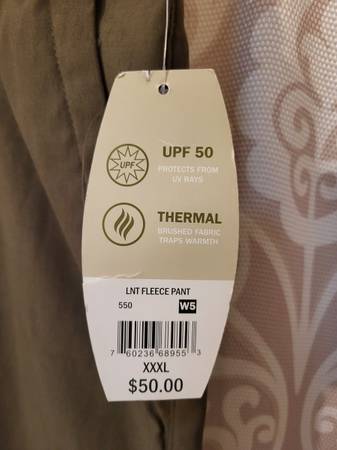 UPF
UPF 50
PROTECTS FROM
UV RAYS
THERMAL
BRUSHED FABRIC
TRAPS WARMTH
LNT FLEECE PANT
550 W5
7 60236 68955 3
XXXL
$50.00